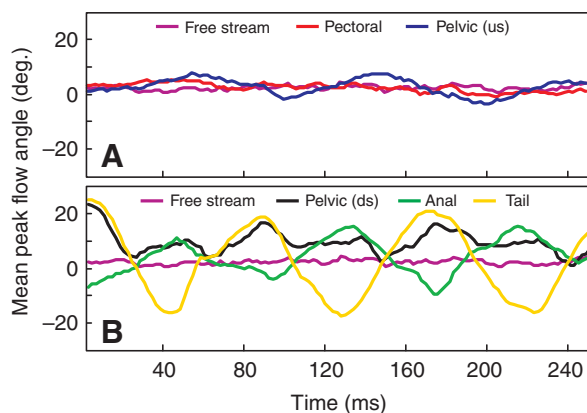 Mean peak flow angle (deg.)
Free stream Pectoral Pelvic (us)
20
0
–20
A
Free stream Pelvic (ds) Anal Tail
20
0
–20
B
40 80 120 160 200 240
Time (ms)